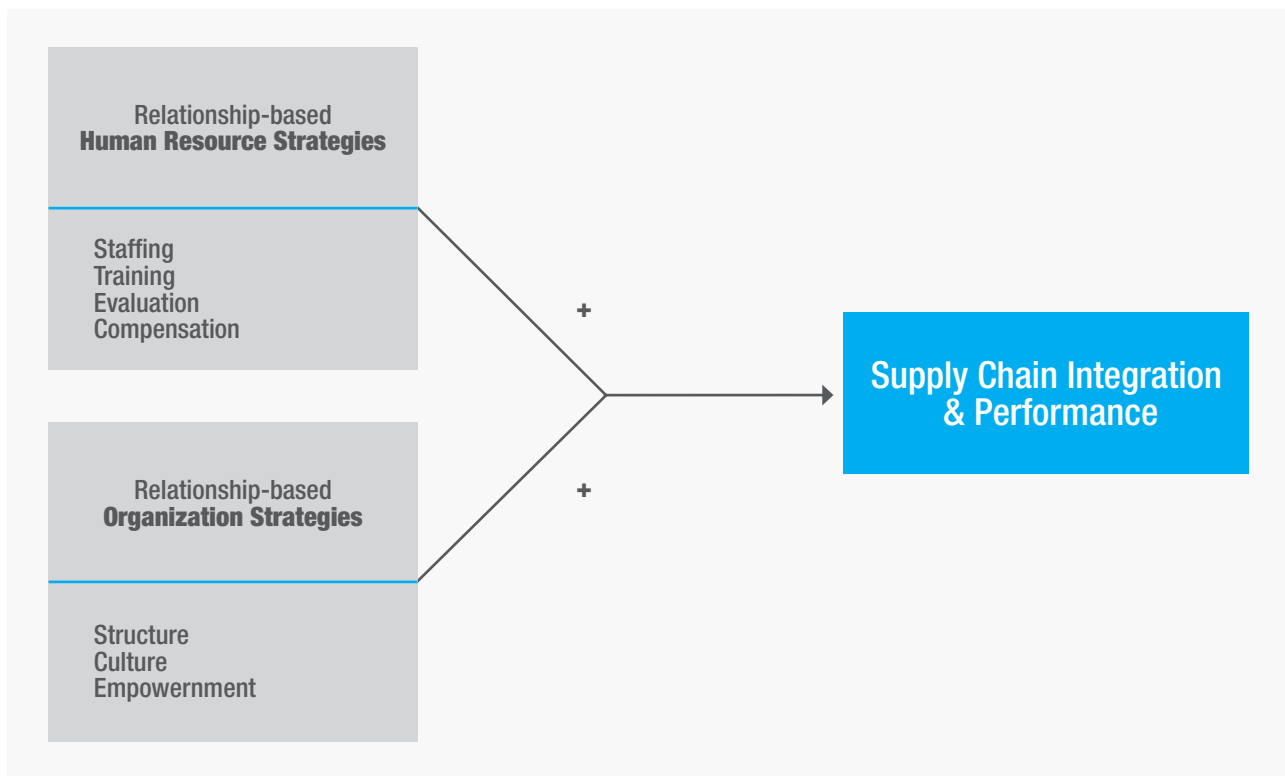 Relationship-based
Human Resource Strategies
Staffing
Training
Evaluation
Compensation
+
Supply Chain Integration
& Performance
+
Relationship-based
Organization Strategies
Structure
Culture
Empowernment